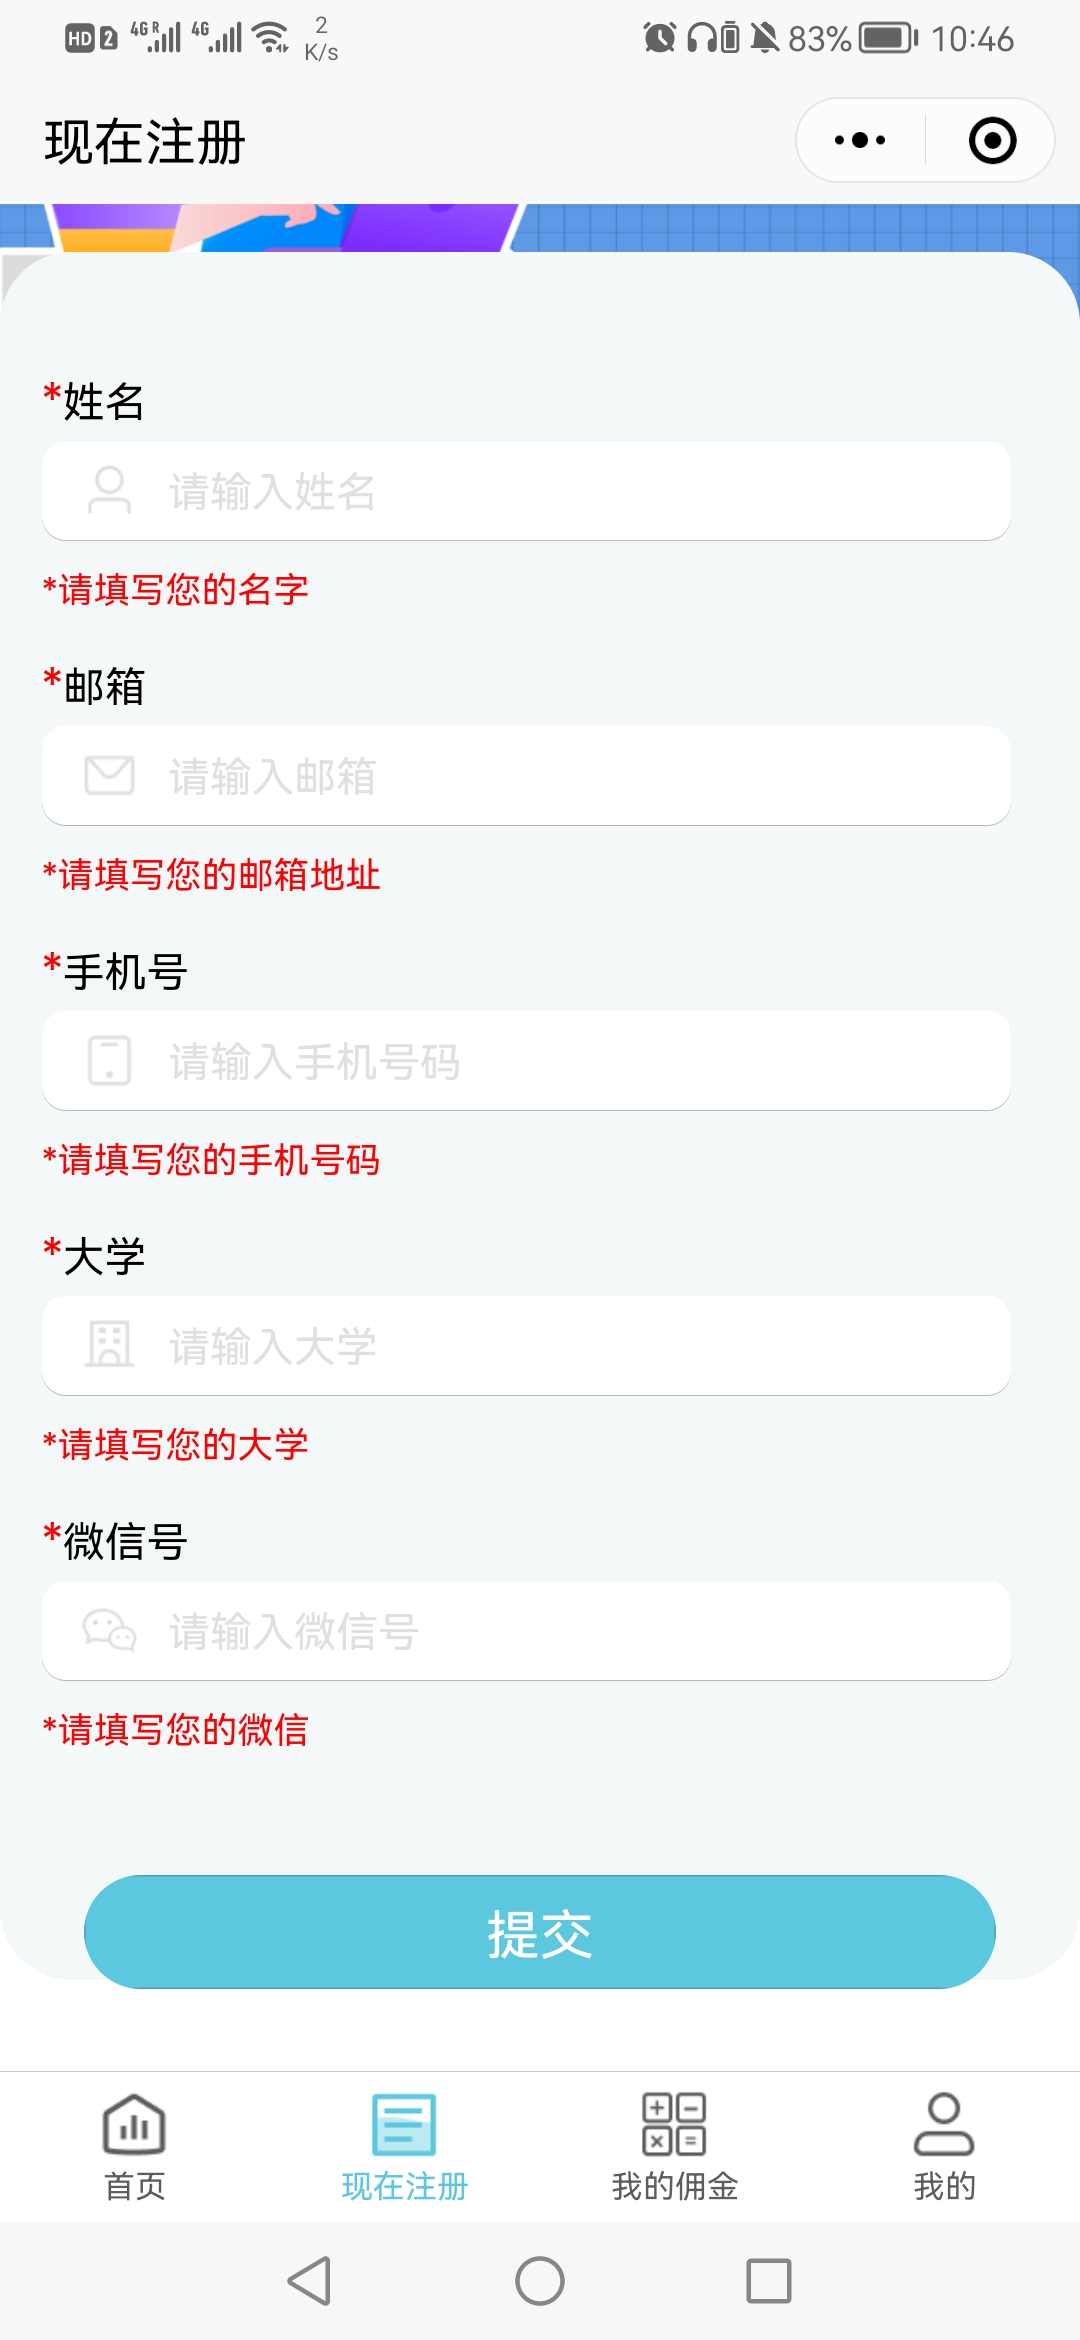 HD 2 4G R 4G 2 K/s 83% 10:46
现在注册
*姓名
请输入姓名
*请填写您的名字
*邮箱
请输入邮箱
*请填写您的邮箱地址
*手机号
请输入手机号码
*请填写您的手机号码
*大学
请输入大学
*请填写您的大学
*微信号
请输入微信号
*请填写您的微信
提交
首页 现在注册 我的佣金 我的